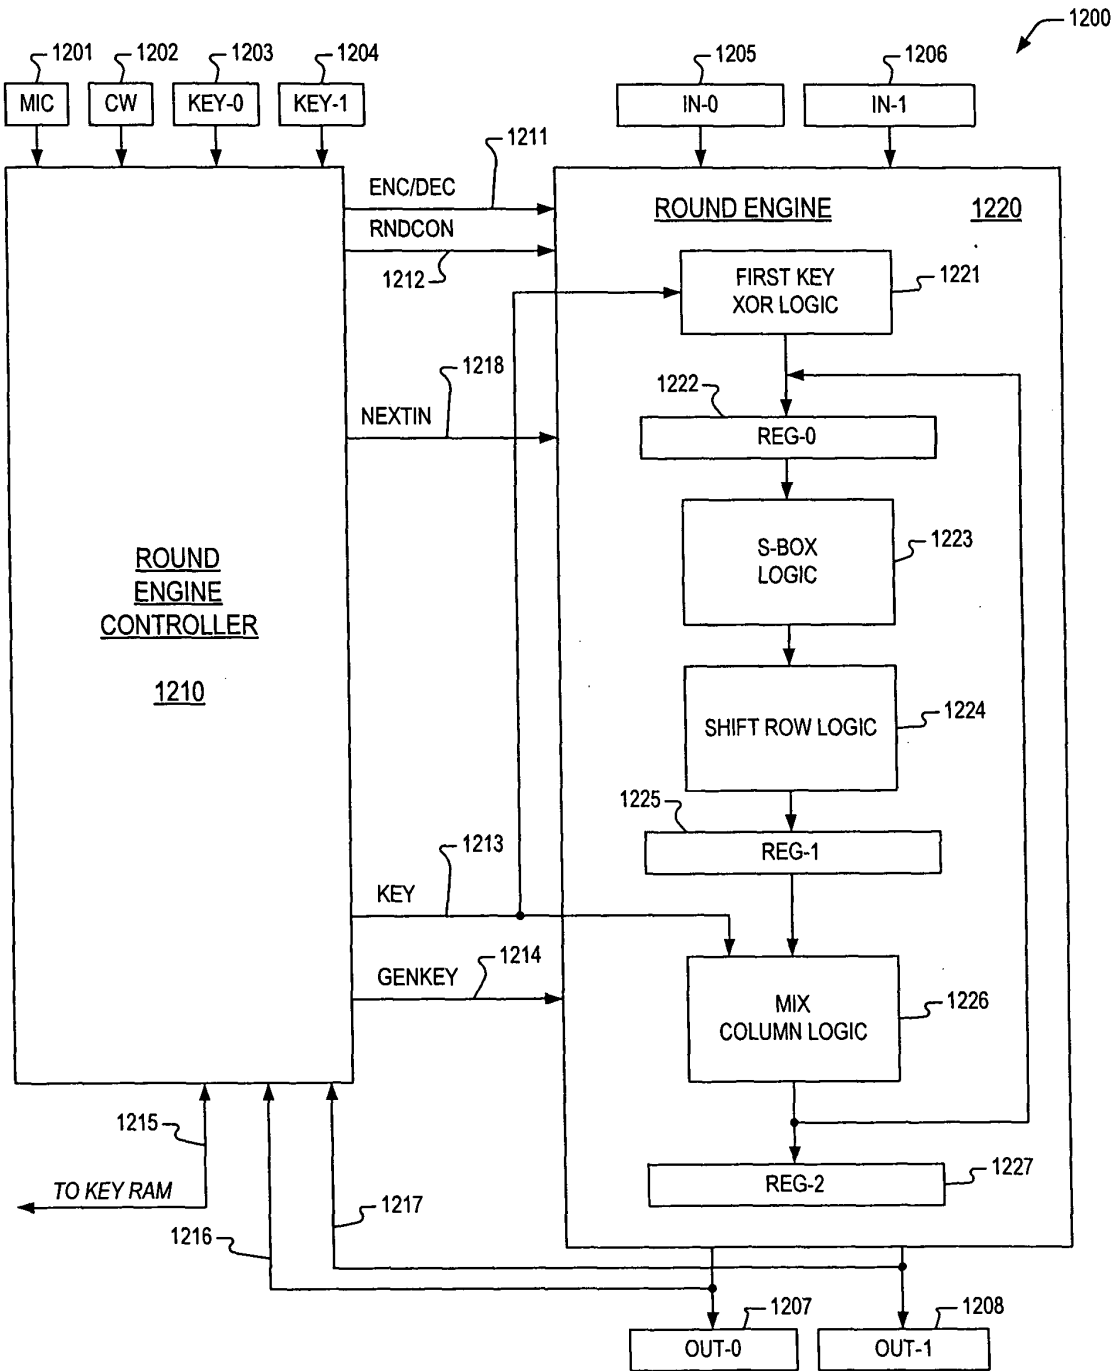 1200
1201
1202
1203
1204
1205
1206
MIC
CW
KEY-0
KEY-1
IN-0
IN-1
1211
ENC/DEC
RNDCON
1212
ROUND ENGINE
1220
FIRST KEY
XOR LOGIC
1221
1218
NEXTIN
1222
REG-0
S-BOX
LOGIC
1223
ROUND
ENGINE
CONTROLLER
1210
SHIFT ROW LOGIC
1224
1225
REG-1
1213
KEY
1214
GENKEY
MIX
COLUMN LOGIC
1226
1215
TO KEY RAM
1216
1217
REG-2
1227
1207
OUT-0
1208
OUT-1